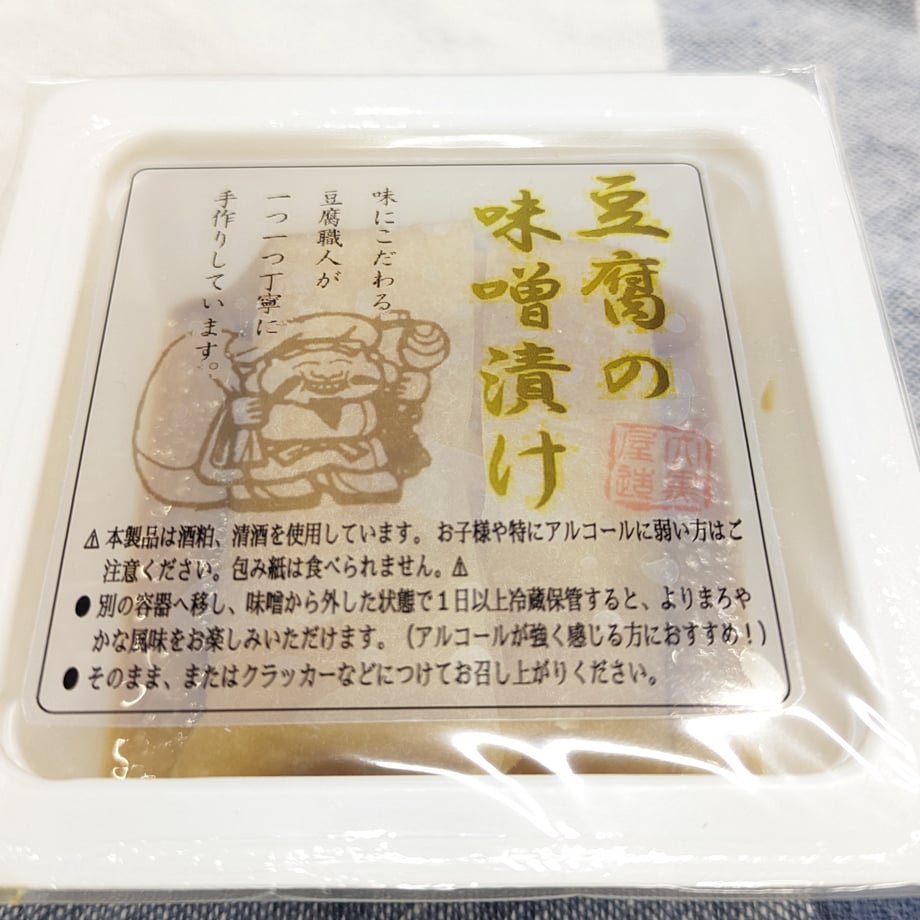 豆腐の
味噌漬け
味にこだわる
豆腐職人が
一つ一つ丁寧に
手作りしています。
⚠本製品は酒粕、清酒を使用しています。お子様や特にアルコールに弱い方はご
注意ください。包み紙は食べられません。⚠
●別の容器へ移し、味噌から外した状態で1日以上冷蔵保管すると、よりまろや
かな風味をお楽しみいただけます。（アルコールが強く感じる方におすすめ！）
●そのまま、またはクラッカーなどにつけてお召し上がりください。